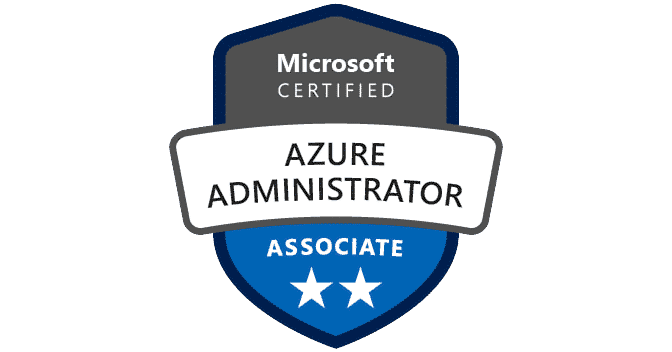 Microsoft
CERTIFIED
AZURE
ADMINISTRATOR
ASSOCIATE